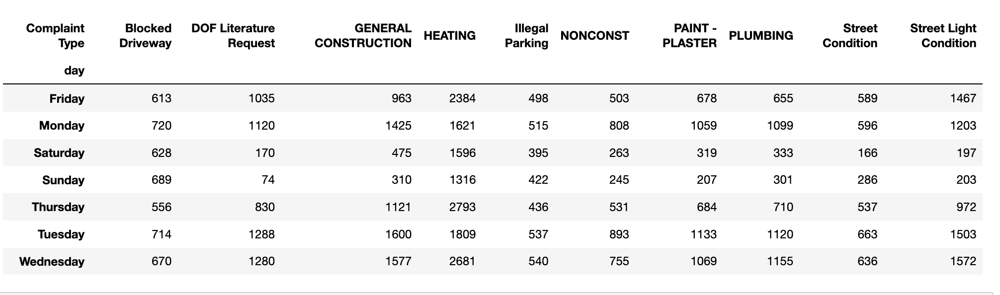 Complaint Type Blocked Driveway DOF Literature Request GENERAL CONSTRUCTION HEATING Illegal Parking NONCONST PAINT - PLASTER PLUMBING Street Condition Street Light Condition
day
Friday 613 1035 963 2384 498 503 678 655 589 1467
Monday 720 1120 1425 1621 515 808 1059 1099 596 1203
Saturday 628 170 475 1596 395 263 319 333 166 197
Sunday 689 74 310 1316 422 245 207 301 286 203
Thursday 556 830 1121 2793 436 531 684 710 537 972
Tuesday 714 1288 1600 1809 537 893 1133 1120 663 1503
Wednesday 670 1280 1577 2681 540 755 1069 1155 636 1572